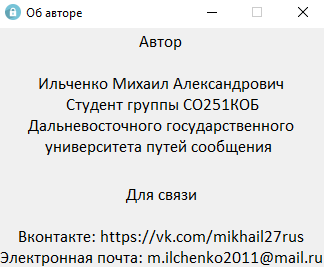 Об авторе
Автор
Ильченко Михаил Александрович
Студент группы СО251КОБ
Дальневосточного государственного
университета путей сообщения
Для связи
Вконтакте: https://vk.com/mikhail27rus
Электронная почта: m.ilchenko2011@mail.ru